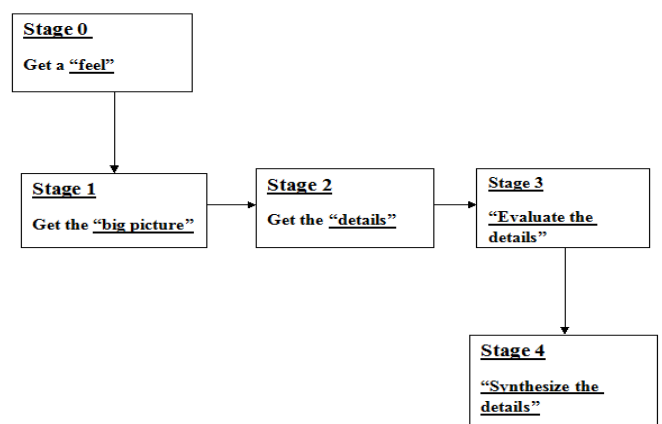 Stage 0
Get a “feel”
Stage 1
Get the “big picture”
Stage 2
Get the “details”
Stage 3
“Evaluate the
details”
Stage 4
“Synthesize the
details”